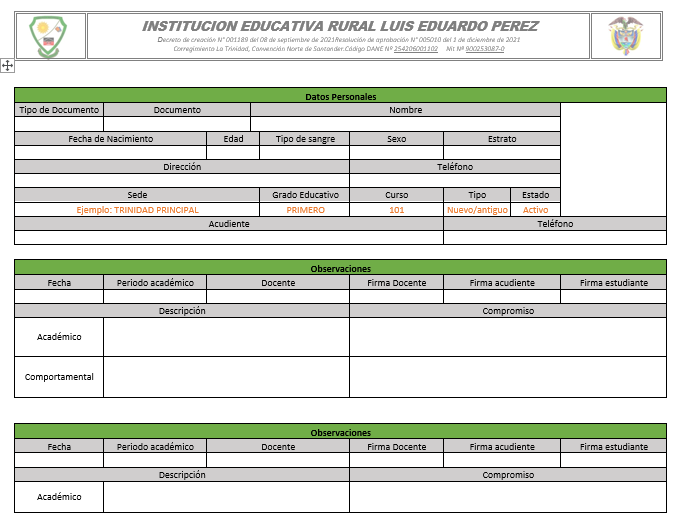 INSTITUCION EDUCATIVA RURAL LUIS EDUARDO PEREZ
Decreto de creación N° 001189 del 08 de septiembre de 2021Resolución de aprobación N° 005010 del 1 de diciembre de 2021
Corregimiento La Trinidad, Convención Norte de Santander.Código DANE Nº 254206001102 Nit Nº 900253087-0
Datos Personales
Tipo de Documento Documento Nombre
Fecha de Nacimiento Edad Tipo de sangre Sexo Estrato
Dirección Teléfono
Sede Grado Educativo Curso Tipo Estado
Ejemplo: TRINIDAD PRINCIPAL PRIMERO 101 Nuevo/antiguo Activo
Acudiente Teléfono
Observaciones
Fecha Periodo académico Docente Firma Docente Firma acudiente Firma estudiante
Descripción Compromiso
Académico
Comportamental
Observaciones
Fecha Periodo académico Docente Firma Docente Firma acudiente Firma estudiante
Descripción Compromiso
Académico